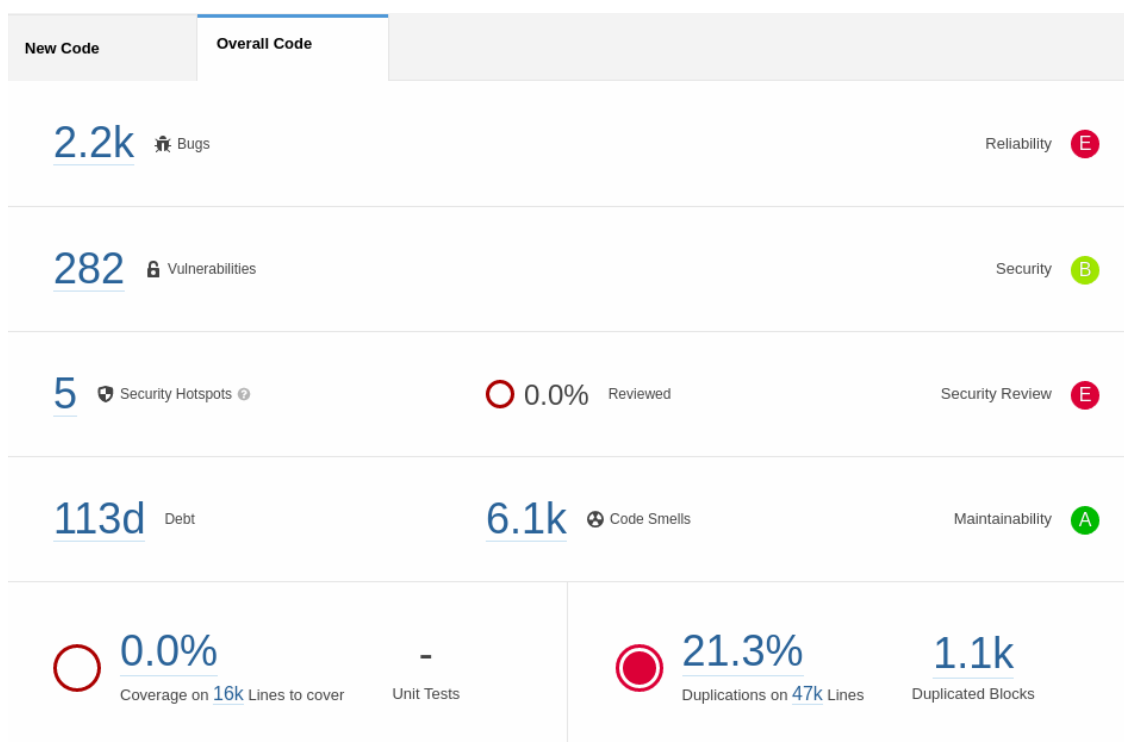 New Code Overall Code
2.2k Bugs Reliability E
282 Vulnerabilities Security B
5 Security Hotspots ? 0.0% Reviewed Security Review E
113d Debt 6.1k Code Smells Maintainability A
0.0% - 21.3% 1.1k
Coverage on 16k Lines to cover Unit Tests Duplications on 47k Lines Duplicated Blocks